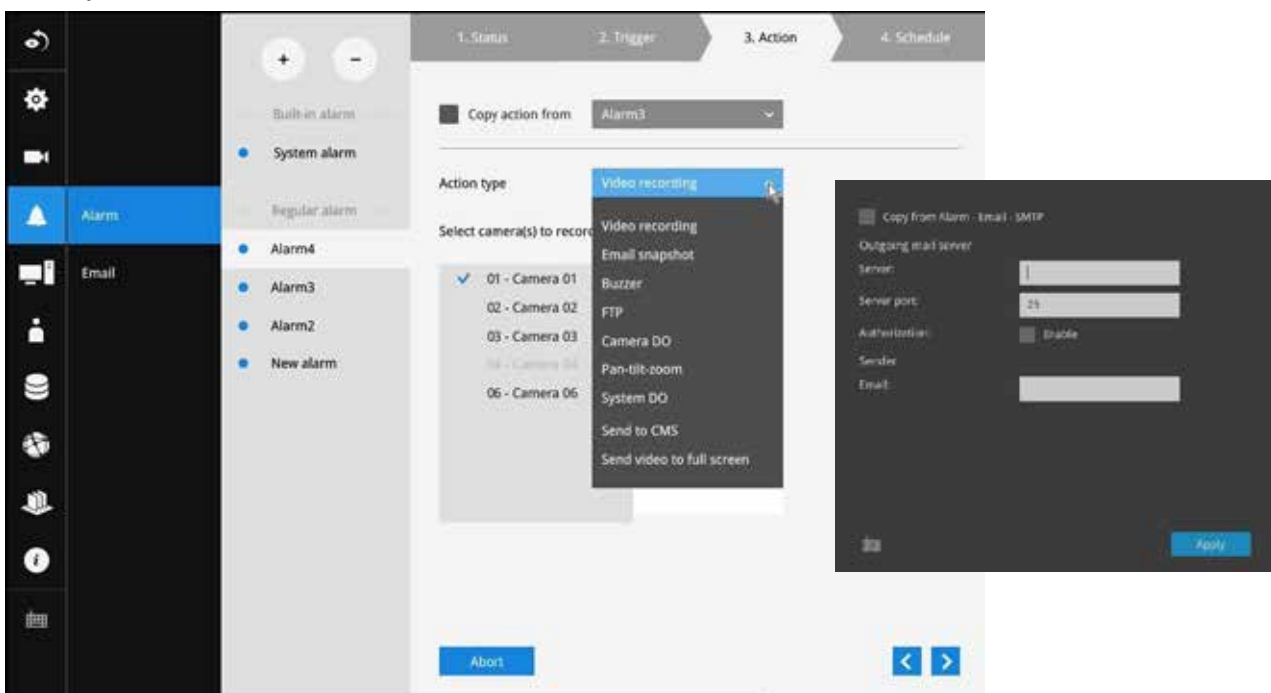 1. Status
2. Trigger
3. Action
4. Schedule
+
-
Built-in alarm
System alarm
Regular alarm
Alarm4
Alarm3
Alarm2
New alarm
Alarm
Email
Copy action from
Alarm3
Action type
Video recording
Select camera(s) to recor
01 - Camera 01
02 - Camera 02
03 - Camera 03
04 - Camera 04
06 - Camera 06
Video recording
Email snapshot
Buzzer
FTP
Camera DO
Pan-tilt-zoom
System DO
Send to CMS
Send video to full screen
Abort
<
>
Copy from Alarm - Email - SMTP
Outgoing mail server
Server:
Server port:
25
Authorization:
Enable
Sender
Email:
Apply